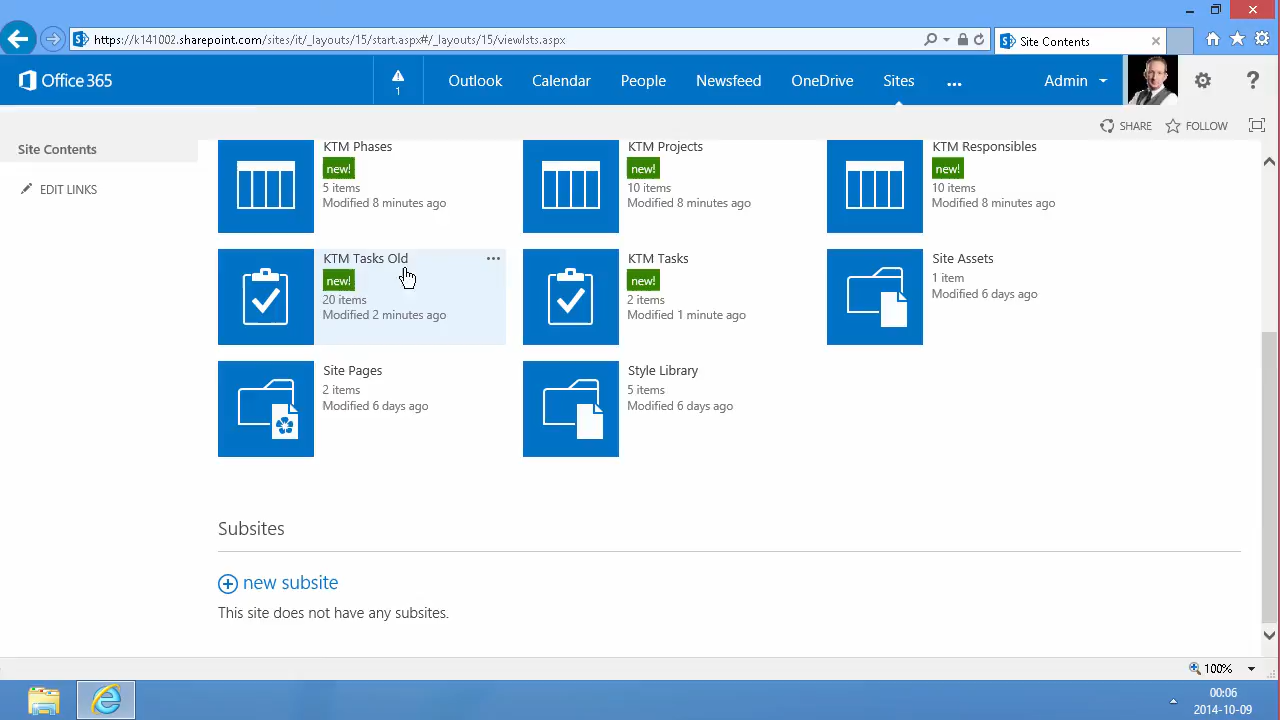 https://k141002.sharepoint.com/sites/it/_layouts/15/start.aspx#/_layouts/15/viewlsts.aspx
Site Contents
Office 365
1
Outlook
Calendar
People
Newsfeed
OneDrive
Sites
...
Admin
?
SHARE
FOLLOW
Site Contents
EDIT LINKS
KTM Phases
new!
5 items
Modified 8 minutes ago
KTM Projects
new!
10 items
Modified 8 minutes ago
KTM Responsibles
new!
10 items
Modified 8 minutes ago
KTM Tasks Old
...
new!
20 items
Modified 2 minutes ago
KTM Tasks
new!
2 items
Modified 1 minute ago
Site Assets
1 item
Modified 6 days ago
Site Pages
2 items
Modified 6 days ago
Style Library
5 items
Modified 6 days ago
Subsites
new subsite
This site does not have any subsites.
100%
00:06
2014-10-09